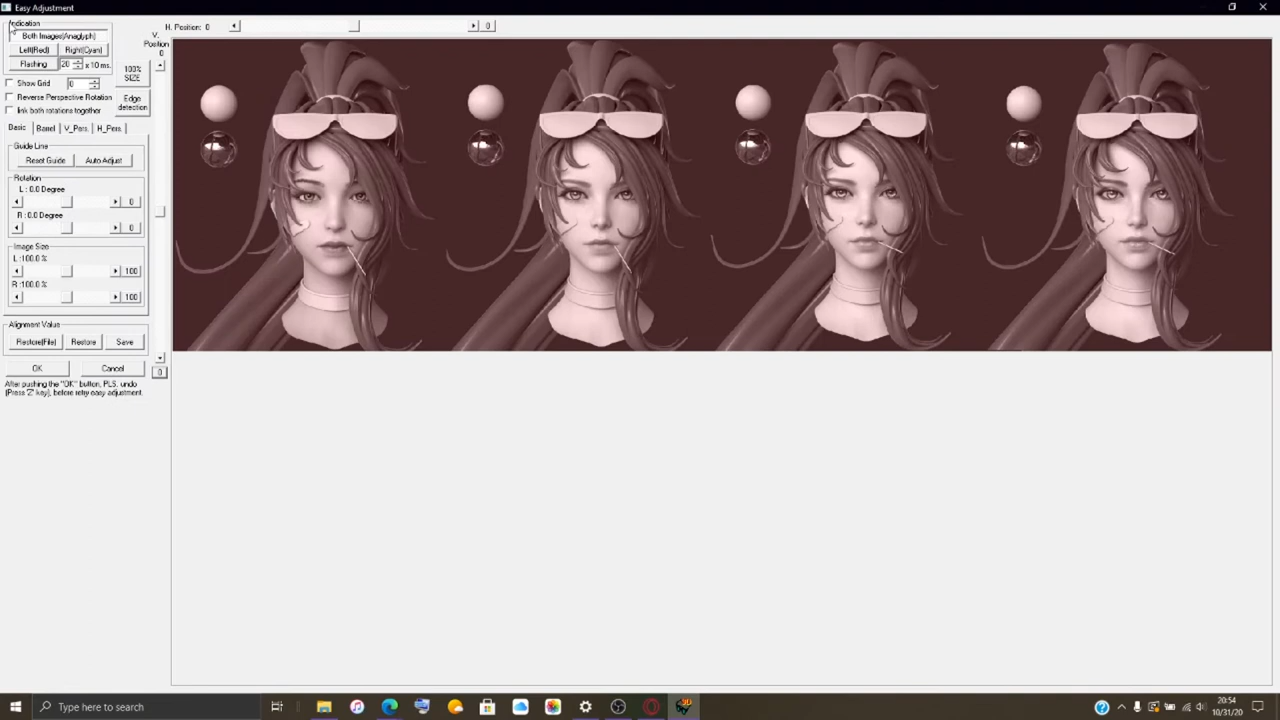 Easy Adjustment
Indication
Both Images(Anaglyph)
Left(Red) Right(Cyan)
Flashing 20 x 10 ms.
H. Position: 0
0
V. Position 0
100% SIZE
Show Grid 0
Reverse Perspective Rotation
link both rotations together
Edge detection
Basic Barrel V_Pers. H_Pers.
Guide Line
Reset Guide Auto Adjust
Rotation
L : 0.0 Degree
0
R : 0.0 Degree
0
Image Size
L :100.0 %
100
R :100.0 %
100
Alignment Value
Restore(File) Restore Save
OK Cancel
0
After pushing the "OK" button, PLS. undo
(Press 'Z' key), before retry easy adjustment.
Type here to search
20:54
10/31/20